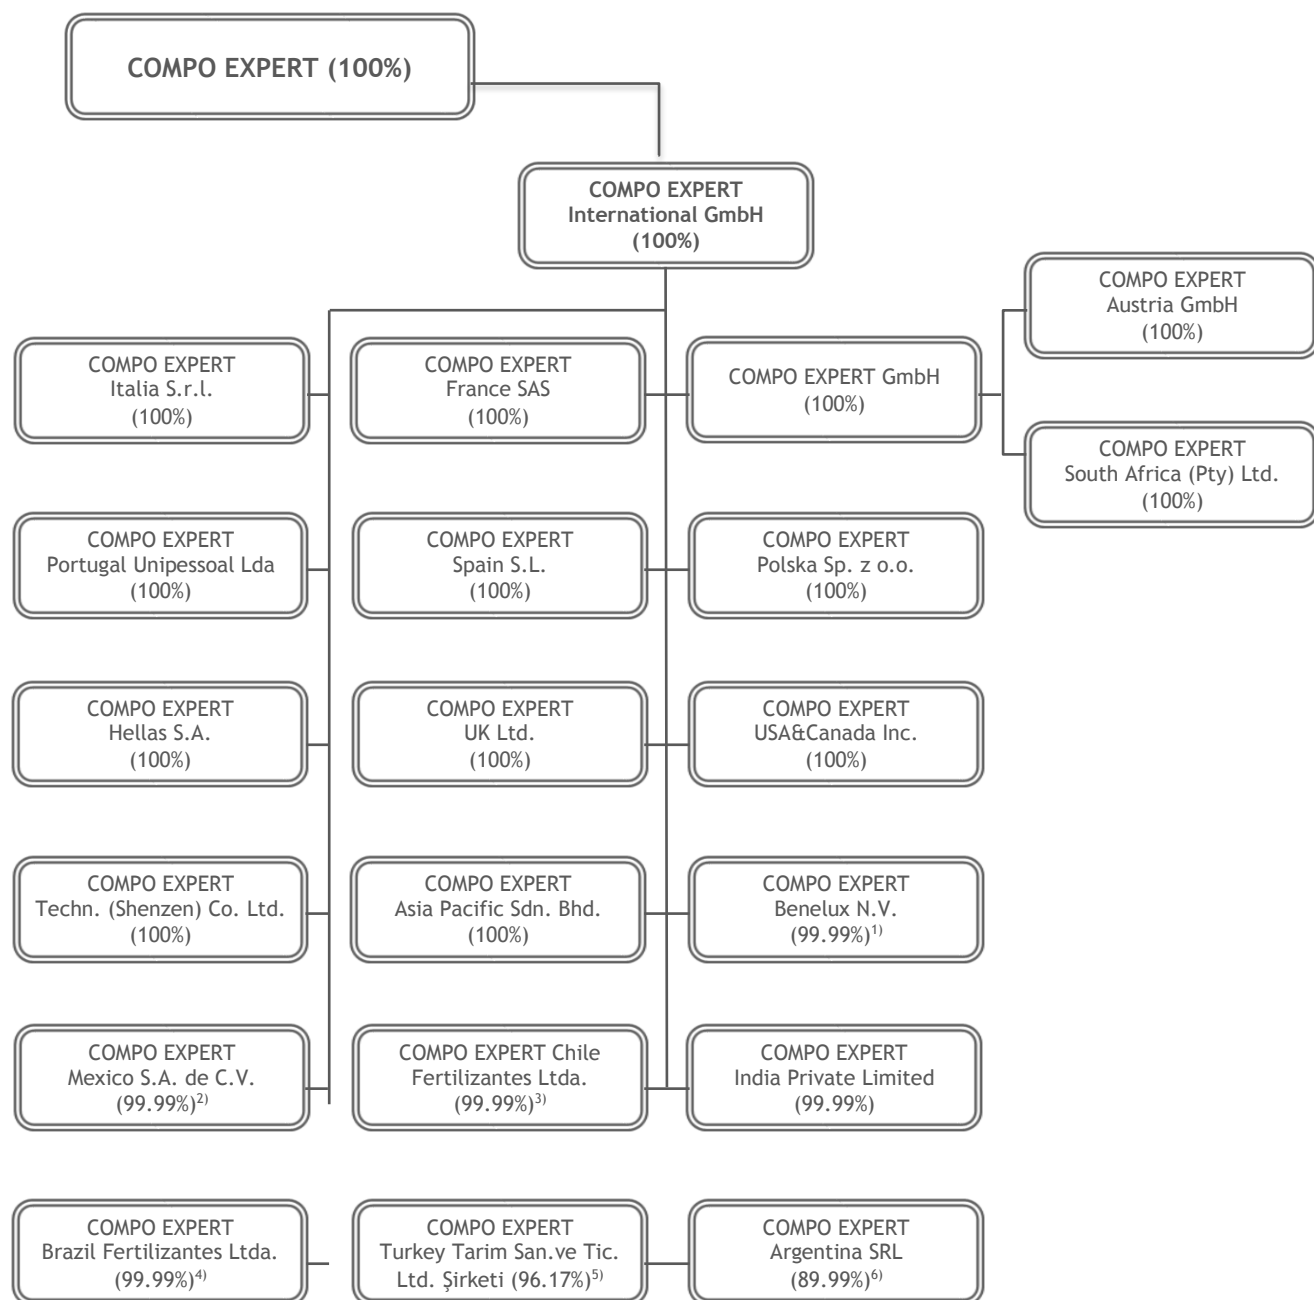 COMPO EXPERT (100%)
COMPO EXPERT
International GmbH
(100%)
COMPO EXPERT
Austria GmbH
(100%)
COMPO EXPERT
Italia S.r.l.
(100%)
COMPO EXPERT
France SAS
(100%)
COMPO EXPERT GmbH
(100%)
COMPO EXPERT
South Africa (Pty) Ltd.
(100%)
COMPO EXPERT
Portugal Unipessoal Lda
(100%)
COMPO EXPERT
Spain S.L.
(100%)
COMPO EXPERT
Polska Sp. z o.o.
(100%)
COMPO EXPERT
Hellas S.A.
(100%)
COMPO EXPERT
UK Ltd.
(100%)
COMPO EXPERT
USA&Canada Inc.
(100%)
COMPO EXPERT
Techn. (Shenzen) Co. Ltd.
(100%)
COMPO EXPERT
Asia Pacific Sdn. Bhd.
(100%)
COMPO EXPERT
Benelux N.V.
(99.99%)1)
COMPO EXPERT
Mexico S.A. de C.V.
(99.99%)2)
COMPO EXPERT Chile
Fertilizantes Ltda.
(99.99%)3)
COMPO EXPERT
India Private Limited
(99.99%)
COMPO EXPERT
Brazil Fertilizantes Ltda.
(99.99%)4)
COMPO EXPERT
Turkey Tarim San.ve Tic.
Ltd. Şirketi (96.17%)5)
COMPO EXPERT
Argentina SRL
(89.99%)6)